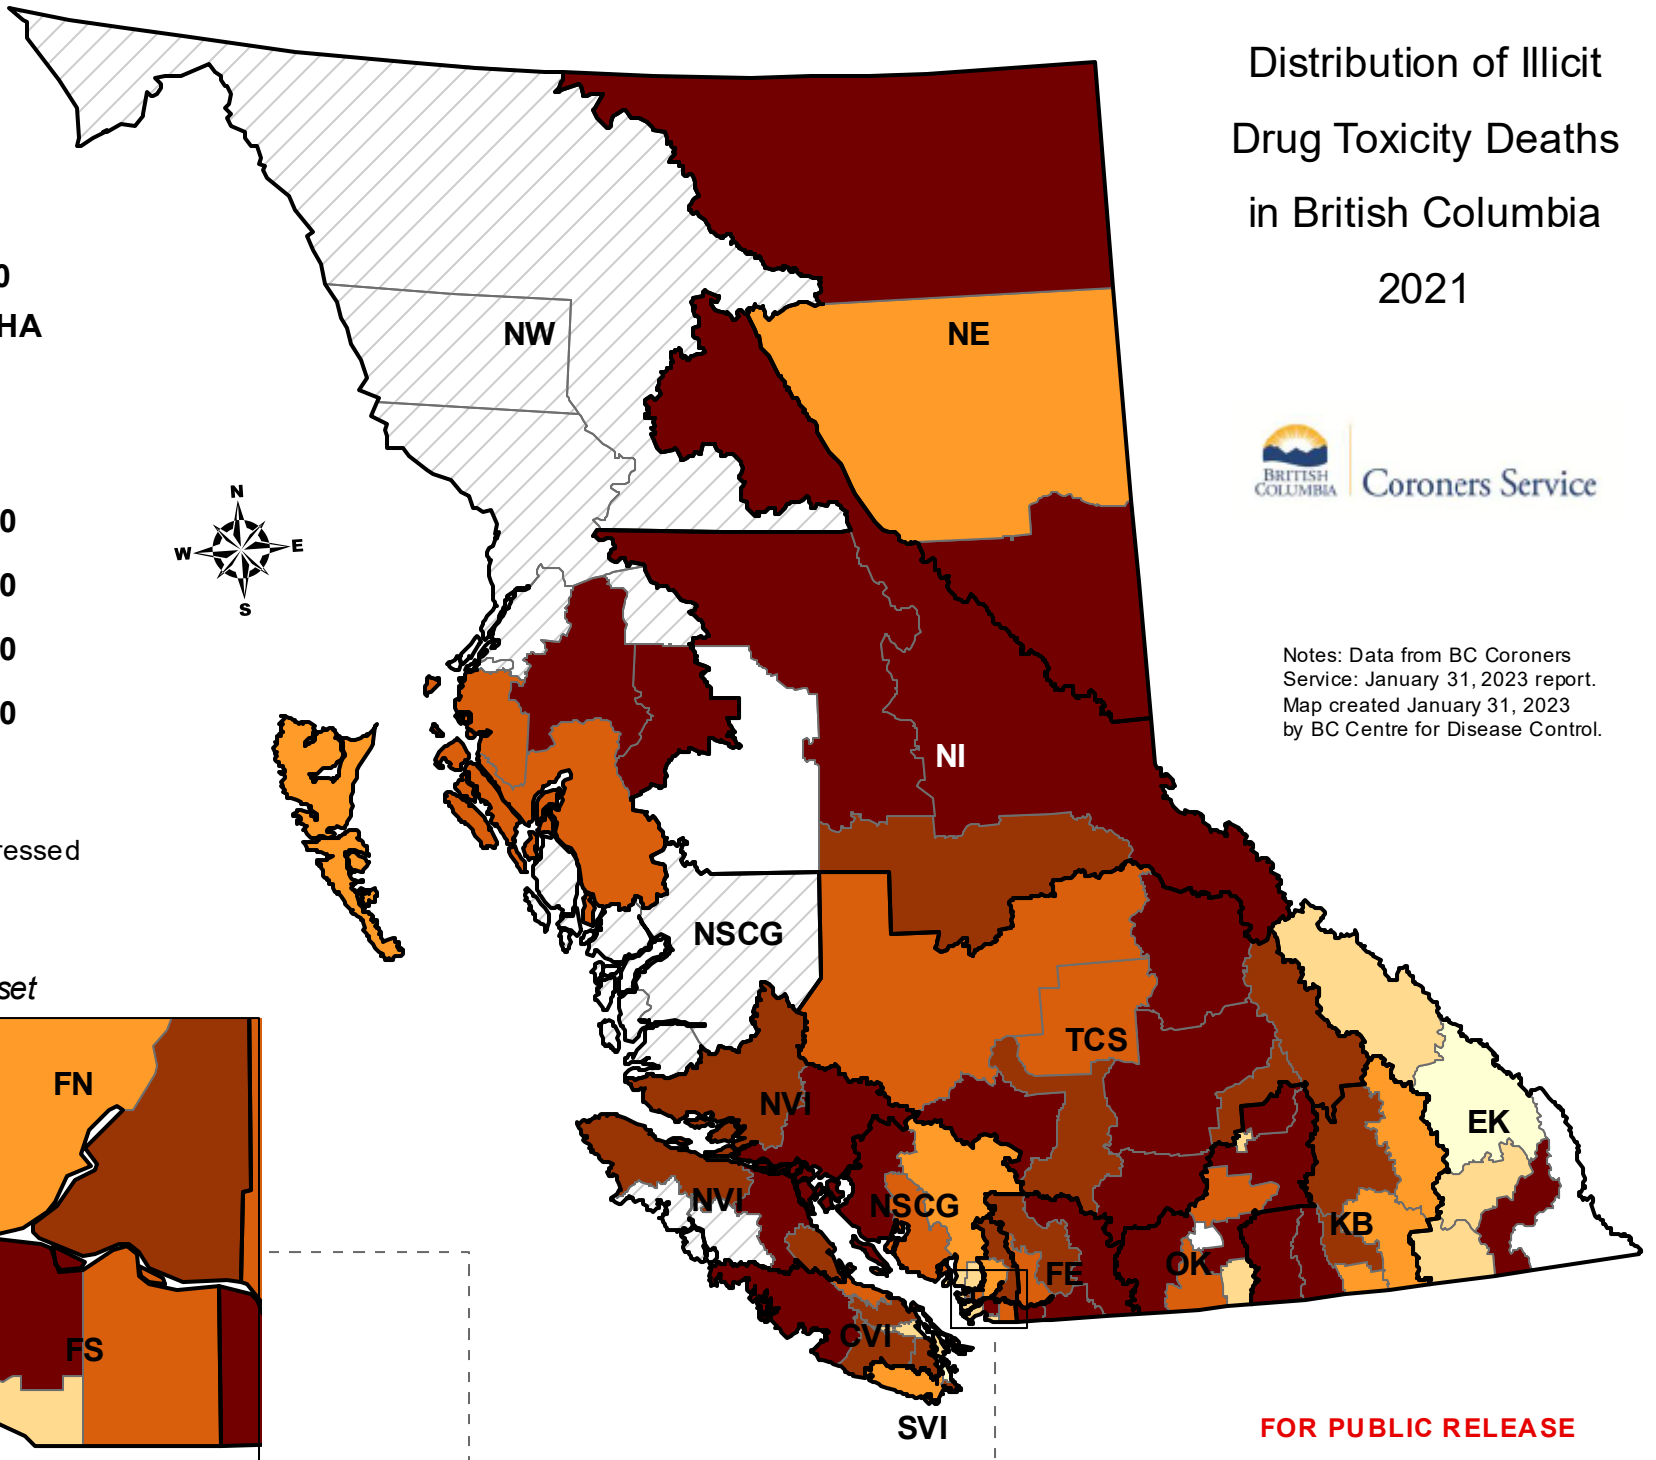 Distribution of Illicit
Drug Toxicity Deaths
in British Columbia
2021
0
HA
NW
NE
BRITISH
COLUMBIA
Coroners Service
N
W
E
S
0
0
0
0
Notes: Data from BC Coroners
Service: January 31, 2023 report.
Map created January 31, 2023
by BC Centre for Disease Control.
NI
ressed
NSCG
set
TCS
FN
NVI
EK
NVI
NSCG
KB
OK
FE
CVI
FS
SVI
FOR PUBLIC RELEASE